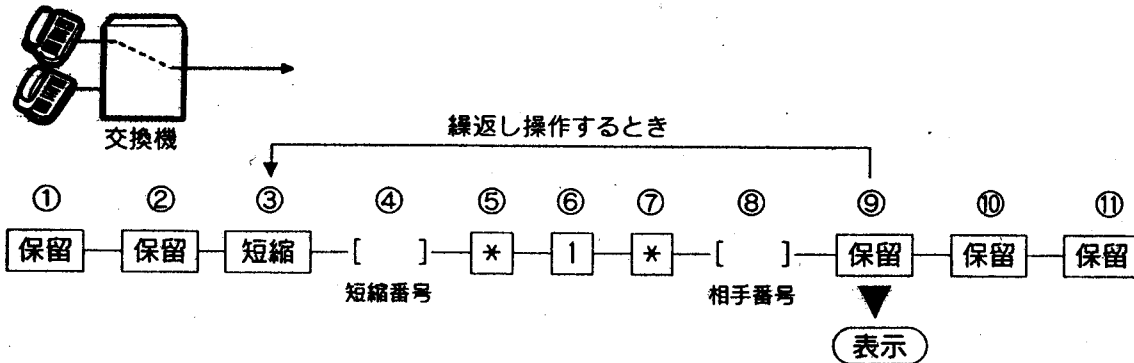 交換機
繰返し操作するとき
① ② ③ ④ ⑤ ⑥ ⑦ ⑧ ⑨ ⑩ ⑪
保留 保留 短縮 [ ] * 1 * [ ] 保留 保留 保留
短縮番号 相手番号
表示